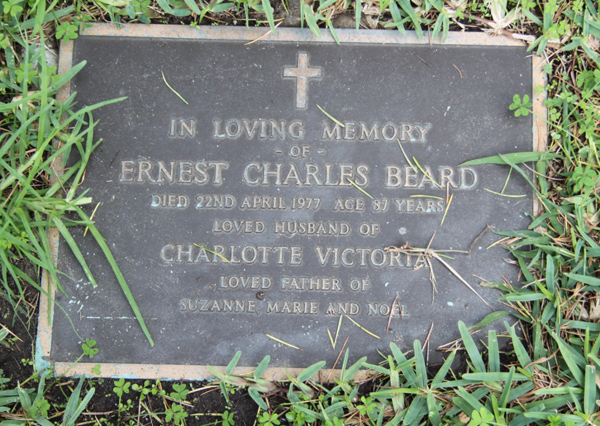 IN LOVING MEMORY
- OF -
ERNEST CHARLES BEARD
DIED 22ND APRIL 1977 AGE 87 YEARS
LOVED HUSBAND OF
CHARLOTTE VICTORIA
LOVED FATHER OF
SUZANNE, MARIE AND NOEL